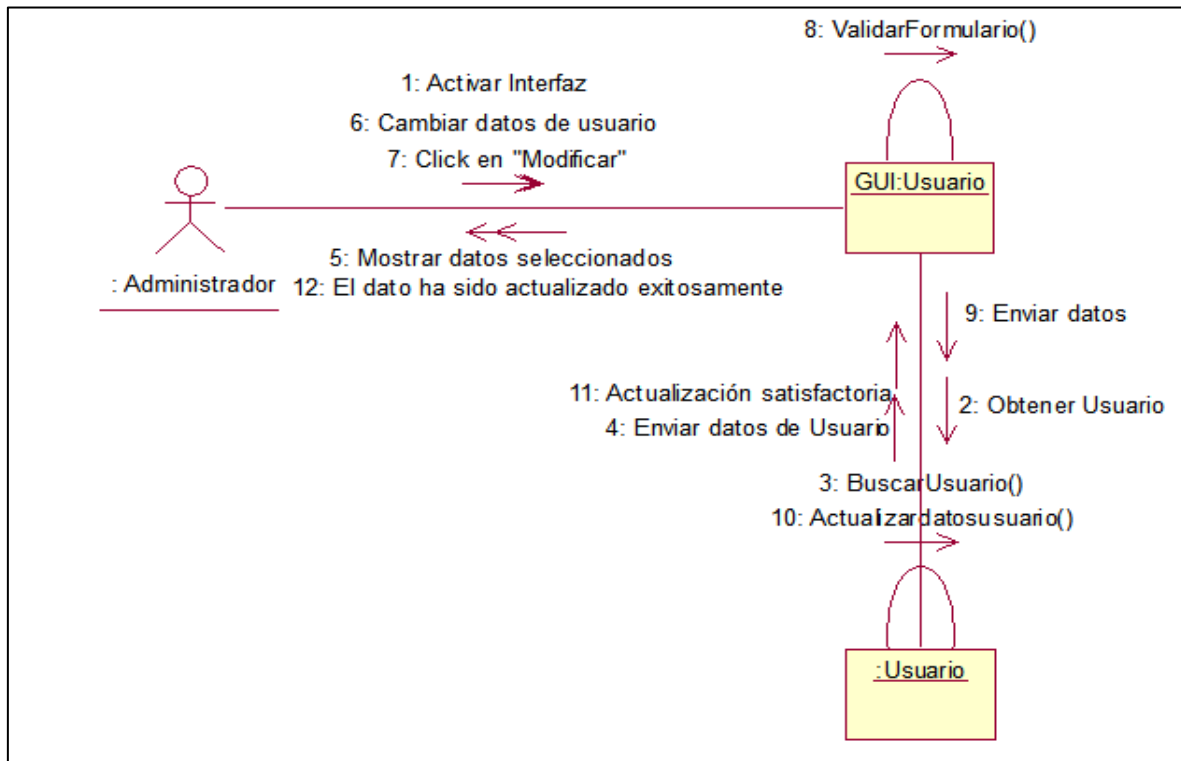 8: ValidarFormulario()
1: Activar Interfaz
6: Cambiar datos de usuario
7: Click en "Modificar"
GUI:Usuario
: Administrador
5: Mostrar datos seleccionados
12: El dato ha sido actualizado exitosamente
9: Enviar datos
11: Actualización satisfactoria
2: Obtener Usuario
4: Enviar datos de Usuario
3: BuscarUsuario()
10: Actualizardatosusuario()
:Usuario